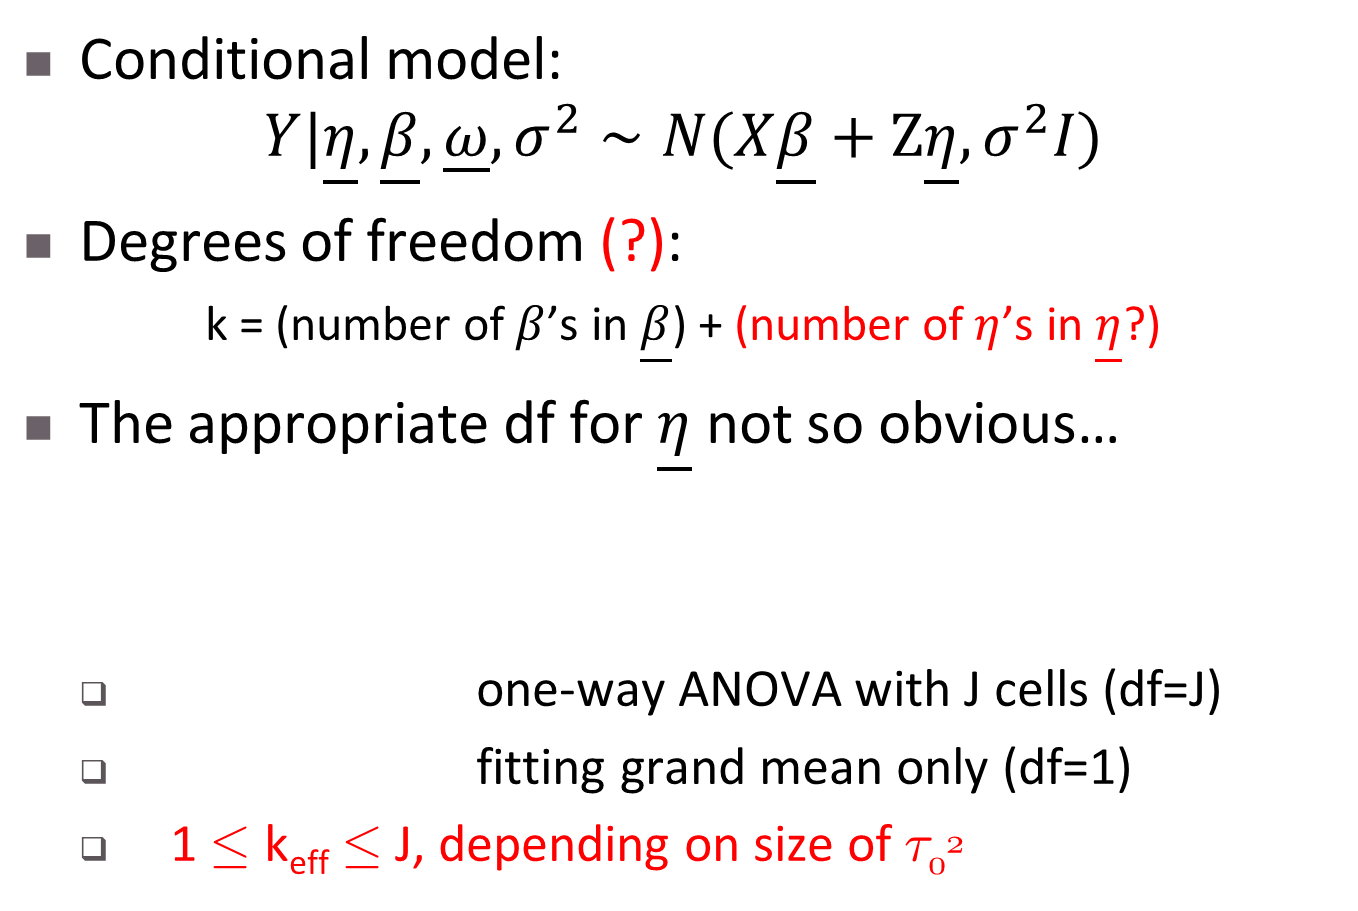 Conditional model:
Y|η, β, ω, σ² ~ N(Xβ + Zη, σ²I)
Degrees of freedom (?):
k = (number of β's in β) + (number of η's in η?)
The appropriate df for η not so obvious…
one-way ANOVA with J cells (df=J)
fitting grand mean only (df=1)
1 ≤ k_eff ≤ J, depending on size of τ₀²